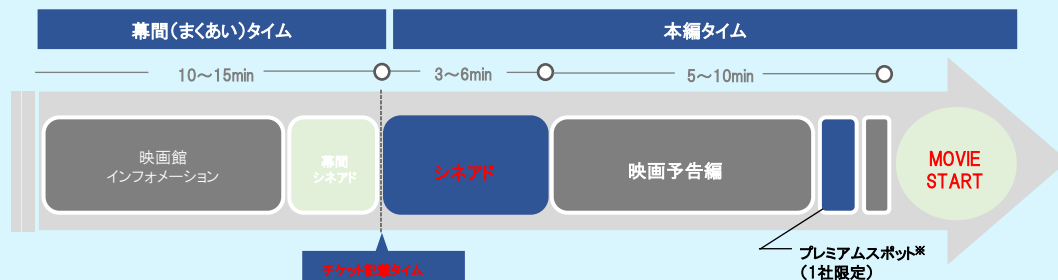 幕間(まくあい)タイム
本編タイム
10~15min
3~6min
5~10min
映画館
インフォメーション
幕間
シネアド
シネアド
映画予告編
MOVIE
START
チケット記載タイム
プレミアムスポット※
(1社限定)